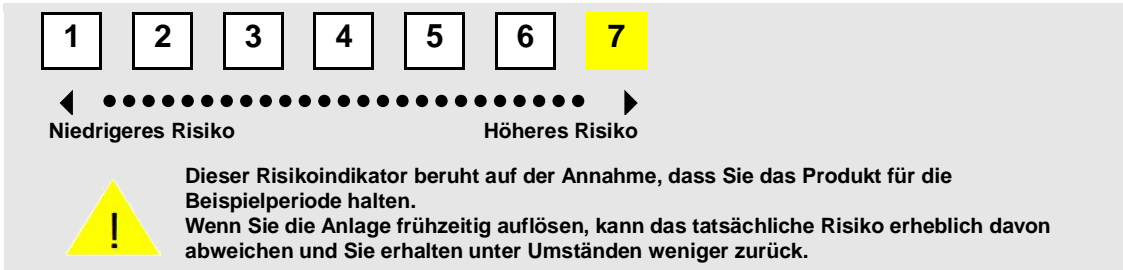 1 2 3 4 5 6 7
Niedrigeres Risiko Höheres Risiko
Dieser Risikoindikator beruht auf der Annahme, dass Sie das Produkt für die
Beispielperiode halten.
Wenn Sie die Anlage frühzeitig auflösen, kann das tatsächliche Risiko erheblich davon
abweichen und Sie erhalten unter Umständen weniger zurück.
!